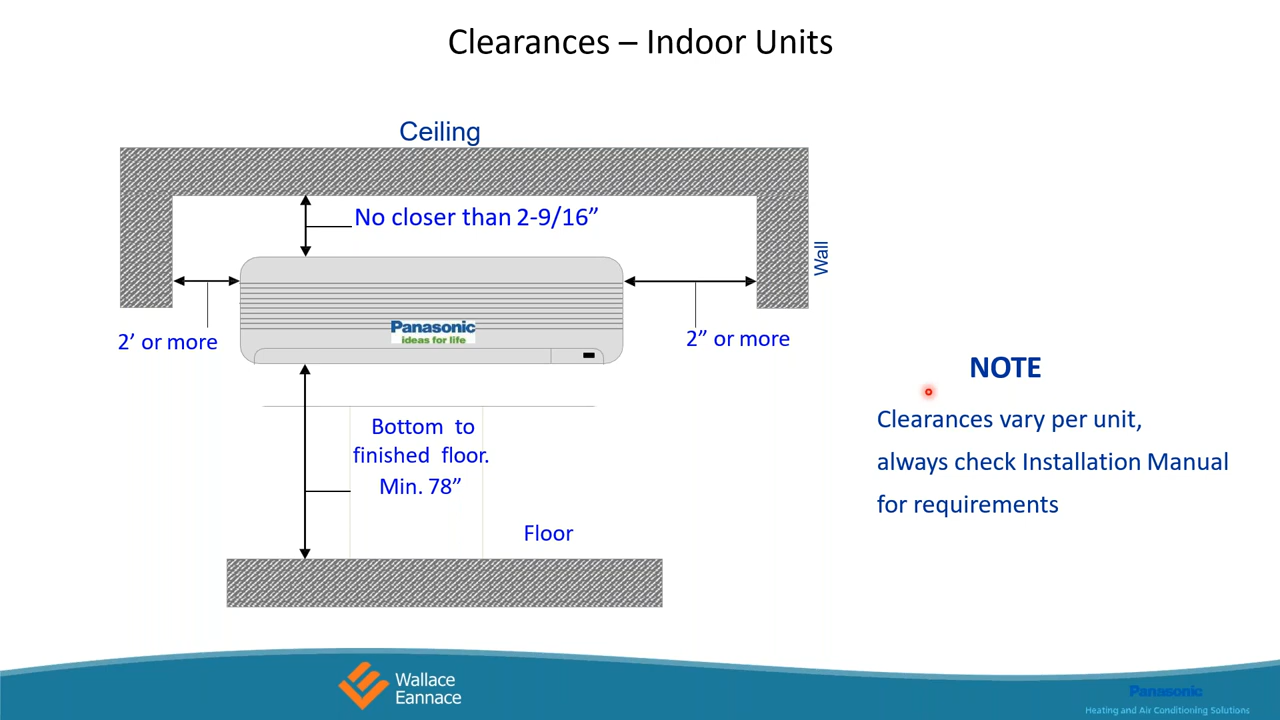 Clearances – Indoor Units
Ceiling
No closer than 2-9/16”
Wall
2’ or more
Panasonic
ideas for life
2” or more
NOTE
Clearances vary per unit,
always check Installation Manual
for requirements
Bottom to
finished floor.
Min. 78”
Floor
Wallace
Eannace
Panasonic
Heating and Air Conditioning Solutions